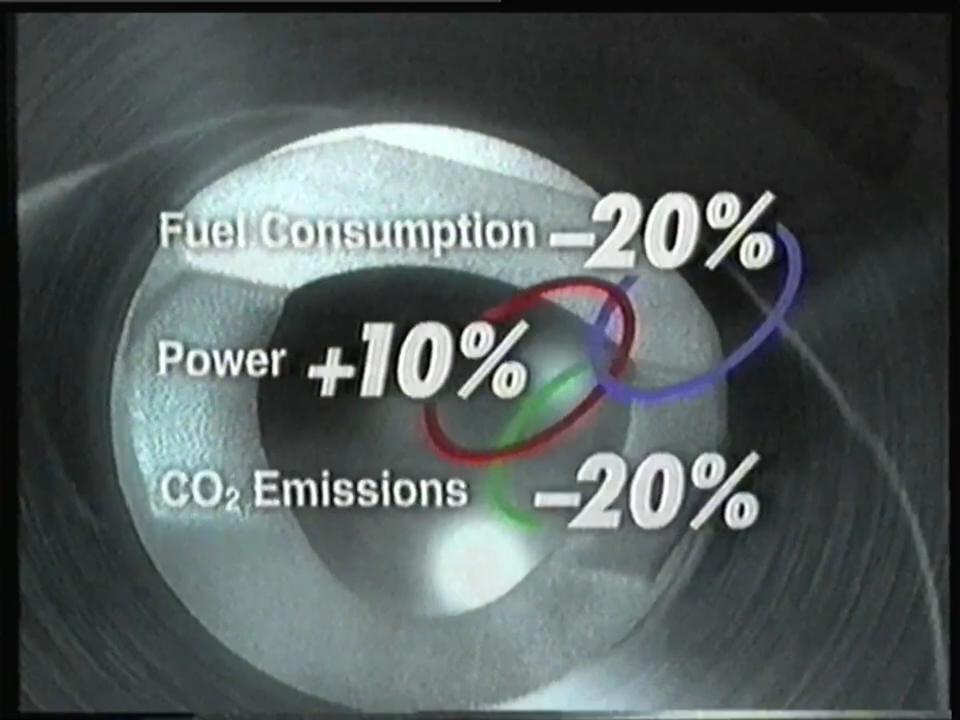 Fuel Consumption –20%
Power +10%
CO₂ Emissions –20%